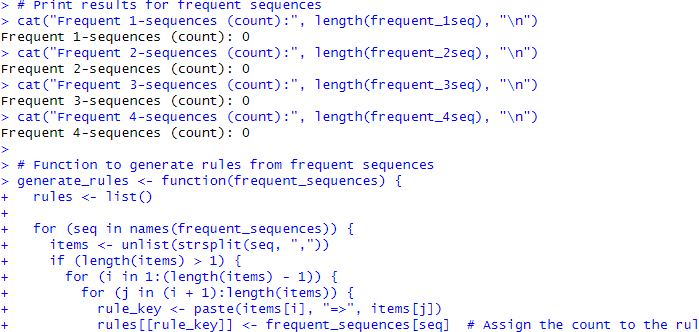 > # Print results for frequent sequences
> cat("Frequent 1-sequences (count):", length(frequent_1seq), "\n")
Frequent 1-sequences (count): 0
> cat("Frequent 2-sequences (count):", length(frequent_2seq), "\n")
Frequent 2-sequences (count): 0
> cat("Frequent 3-sequences (count):", length(frequent_3seq), "\n")
Frequent 3-sequences (count): 0
> cat("Frequent 4-sequences (count):", length(frequent_4seq), "\n")
Frequent 4-sequences (count): 0
>
> # Function to generate rules from frequent sequences
> generate_rules <- function(frequent_sequences) {
+   rules <- list()
+
+   for (seq in names(frequent_sequences)) {
+     items <- unlist(strsplit(seq, ","))
+     if (length(items) > 1) {
+       for (i in 1:(length(items) - 1)) {
+         for (j in (i + 1):length(items)) {
+           rule_key <- paste(items[i], "=>", items[j])
+           rules[[rule_key]] <- frequent_sequences[seq]  # Assign the count to the rul